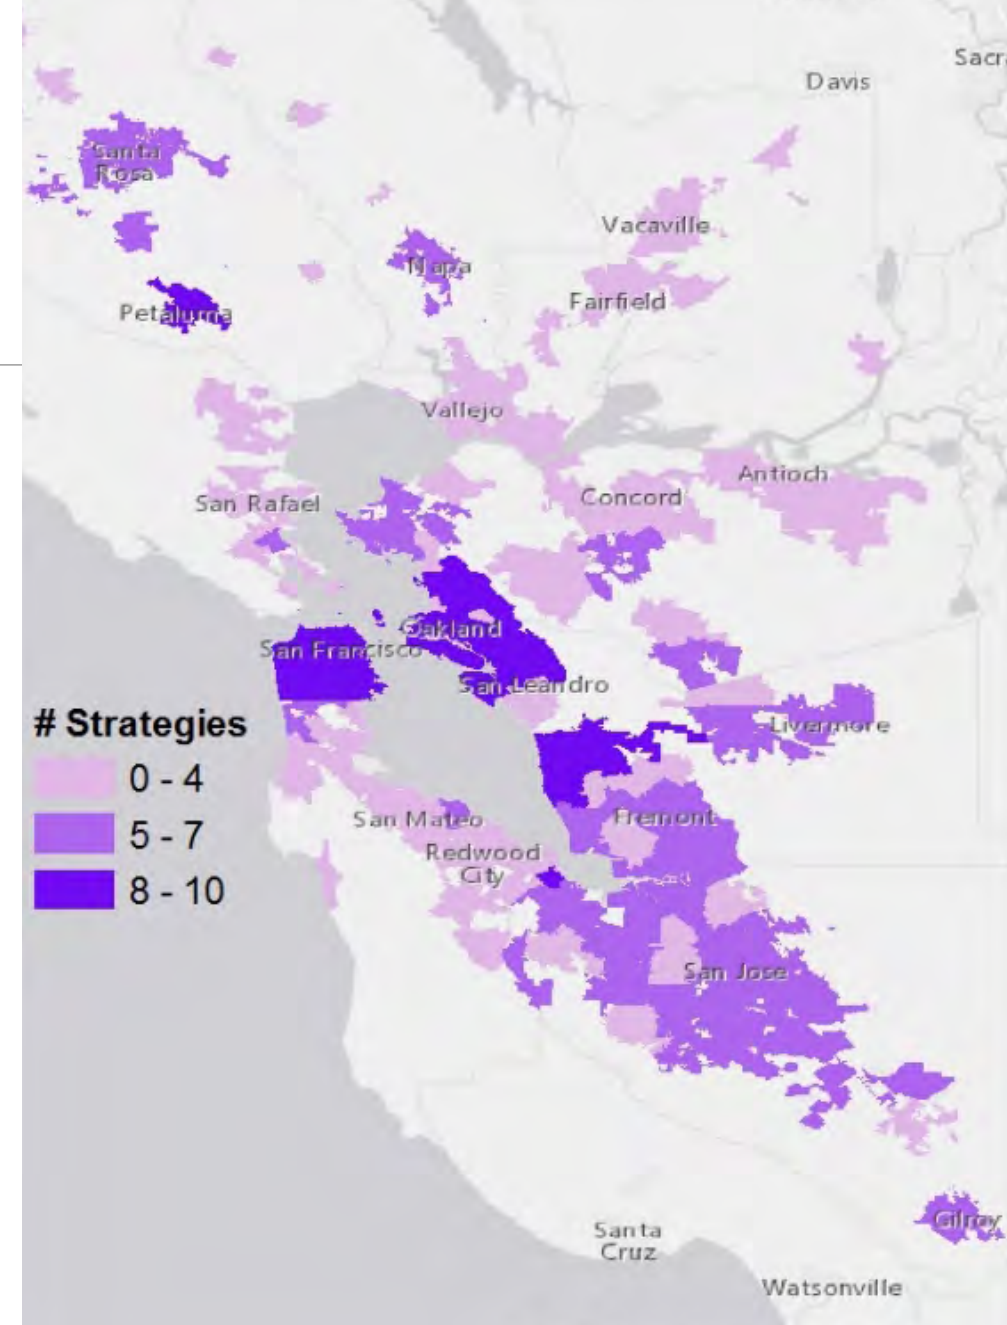 Sacr
Davis
Santa
Rosa
Vacaville
Napa
Fairfield
Petaluma
Vallejo
Antioch
San Rafael
Concord
Oakland
San Francisco
San Leandro
# Strategies
Livermore
0 - 4
5 - 7
8 - 10
San Mateo
Fremont
Redwood
City
San Jose
Gilroy
Santa
Cruz
Watsonville